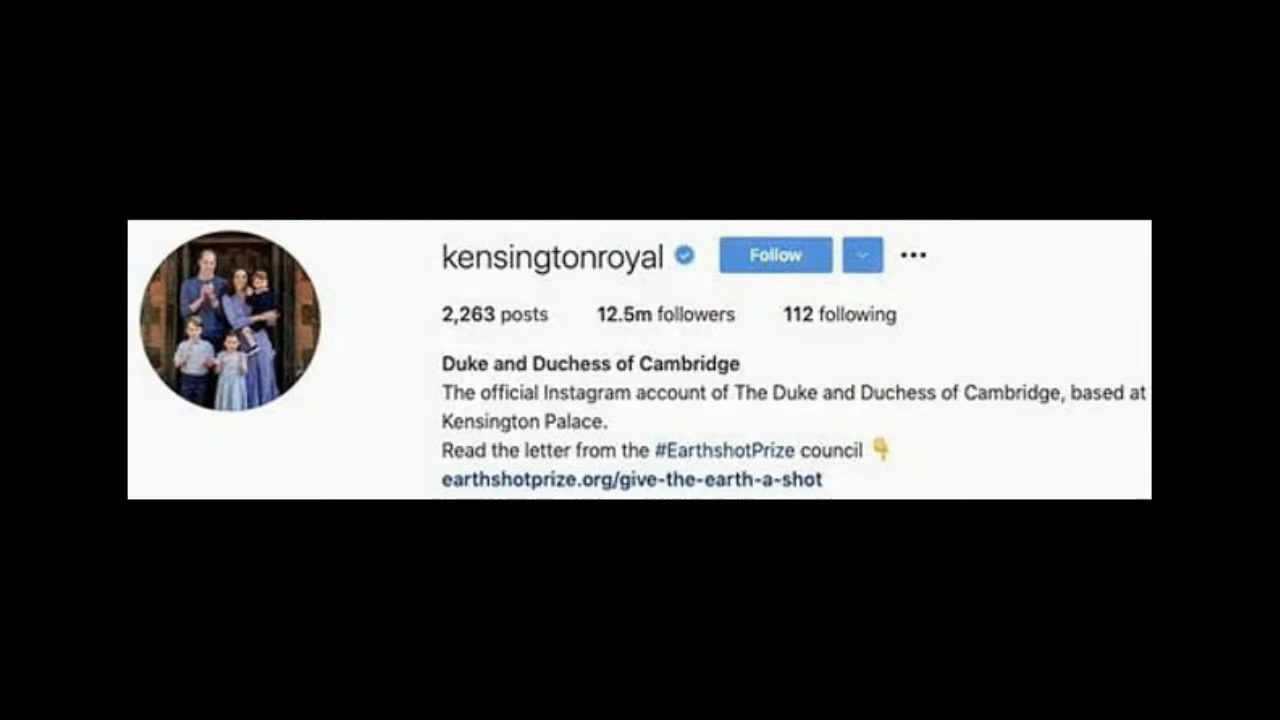 kensingtonroyal Follow
2,263 posts 12.5m followers 112 following
Duke and Duchess of Cambridge
The official Instagram account of The Duke and Duchess of Cambridge, based at
Kensington Palace.
Read the letter from the #EarthshotPrize council 👇
earthshotprize.org/give-the-earth-a-shot